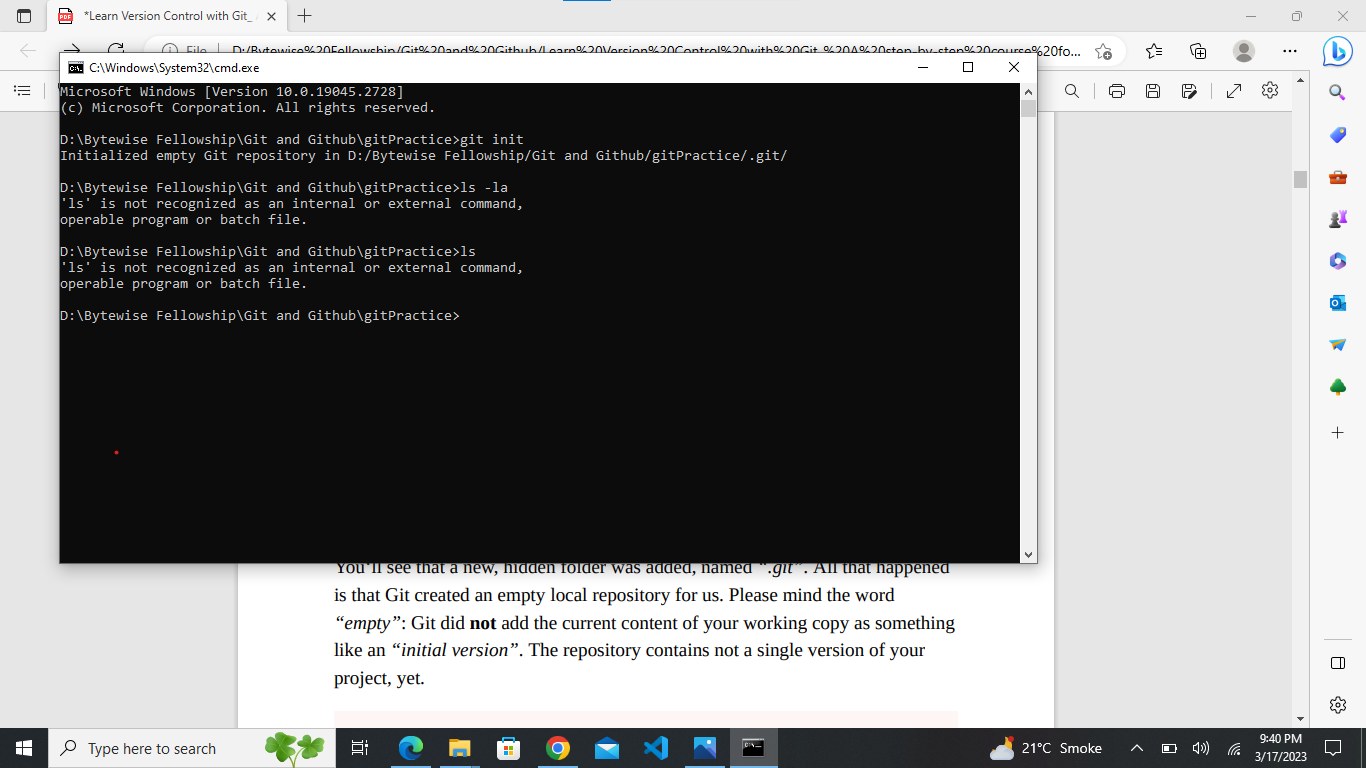 *Learn Version Control with Git_
File
D:/Bytewise%20Fellowship/Git%20and%20Github/Learn%20Version%20Control%20with%20Git_%20A%20step-by-step%20course%20fo...
C:\Windows\System32\cmd.exe
Microsoft Windows [Version 10.0.19045.2728]
(c) Microsoft Corporation. All rights reserved.
D:\Bytewise Fellowship\Git and Github\gitPractice>git init
Initialized empty Git repository in D:/Bytewise Fellowship/Git and Github/gitPractice/.git/
D:\Bytewise Fellowship\Git and Github\gitPractice>ls -la
'ls' is not recognized as an internal or external command,
operable program or batch file.
D:\Bytewise Fellowship\Git and Github\gitPractice>ls
'ls' is not recognized as an internal or external command,
operable program or batch file.
D:\Bytewise Fellowship\Git and Github\gitPractice>
You'll see that a new, hidden folder was added, named “.git”. All that happened
is that Git created an empty local repository for us. Please mind the word
“empty”: Git did not add the current content of your working copy as something
like an “initial version”. The repository contains not a single version of your
project, yet.
Type here to search
21°C Smoke
9:40 PM
3/17/2023